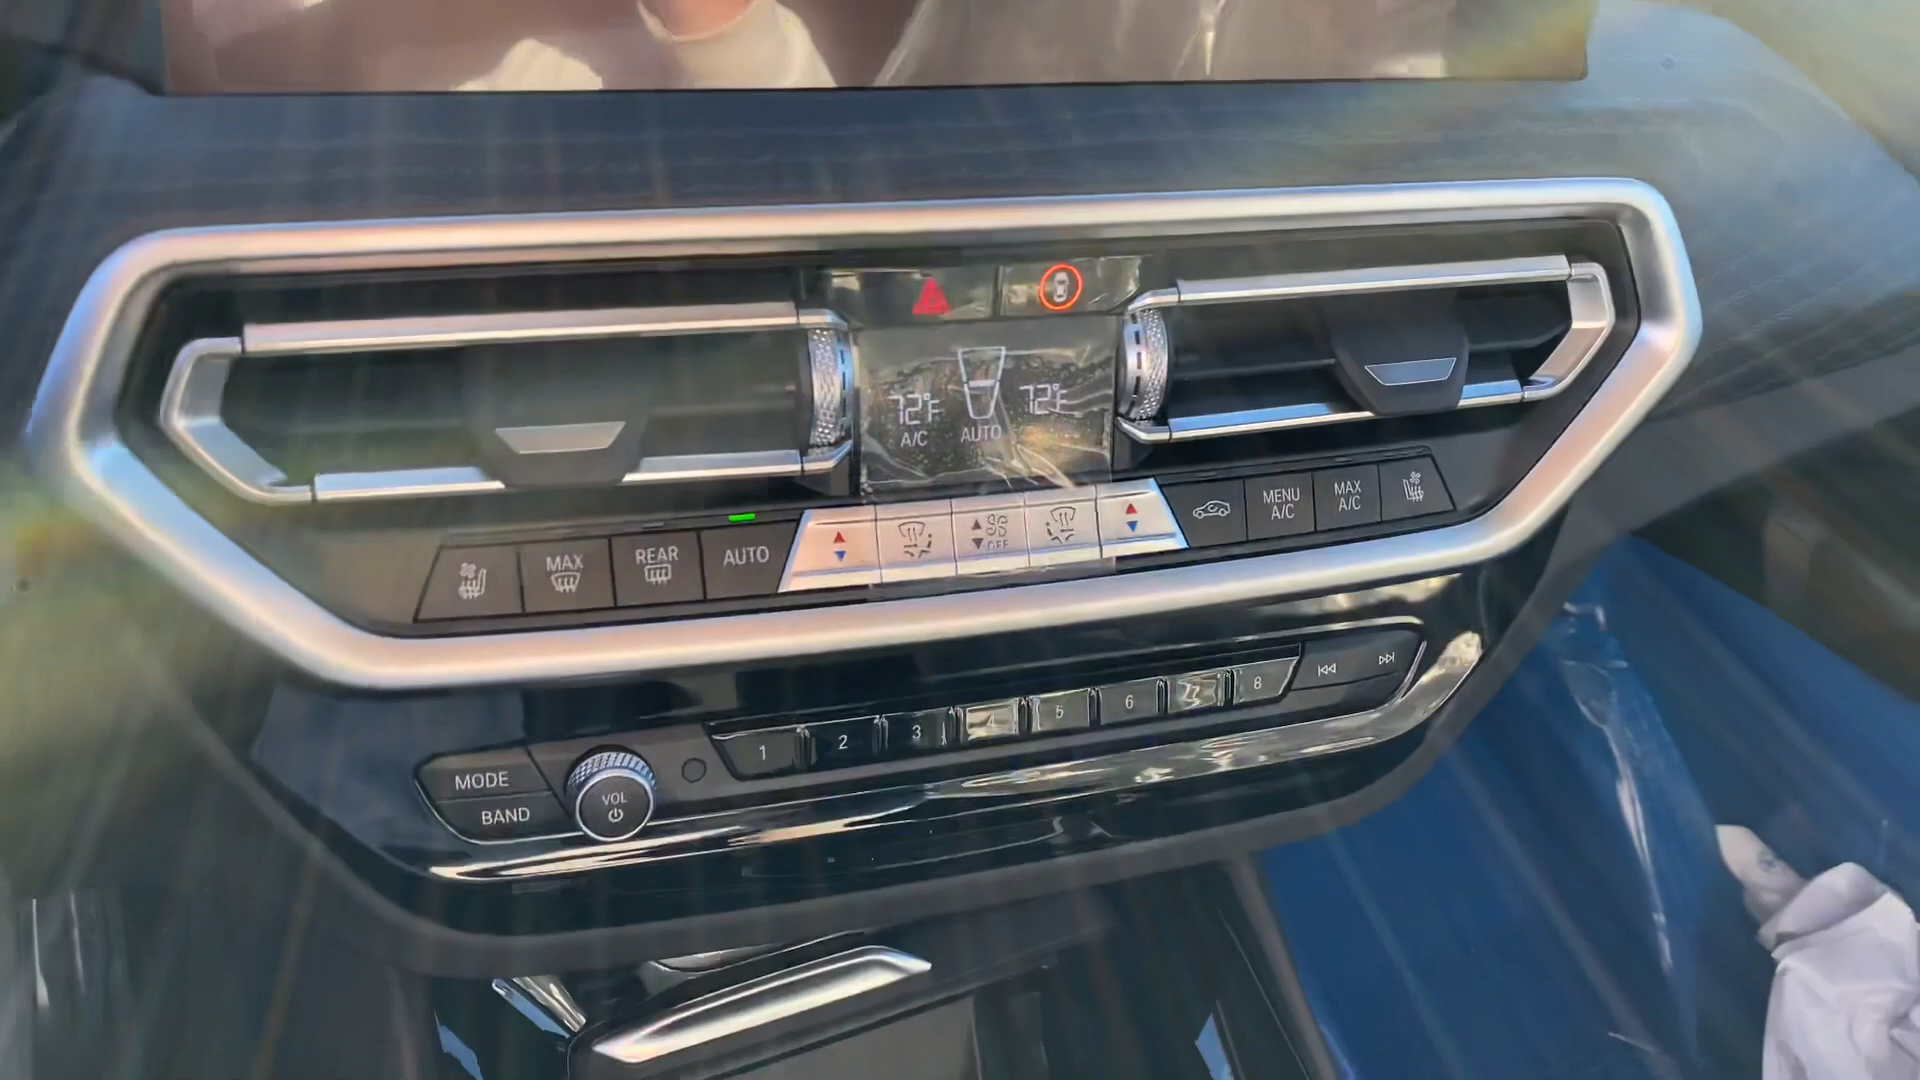 72°F
A/C
AUTO
72°F
MAX
REAR
AUTO
OFF
MENU
A/C
MAX
A/C
MODE
BAND
VOL
1
2
3
4
5
6
7
8